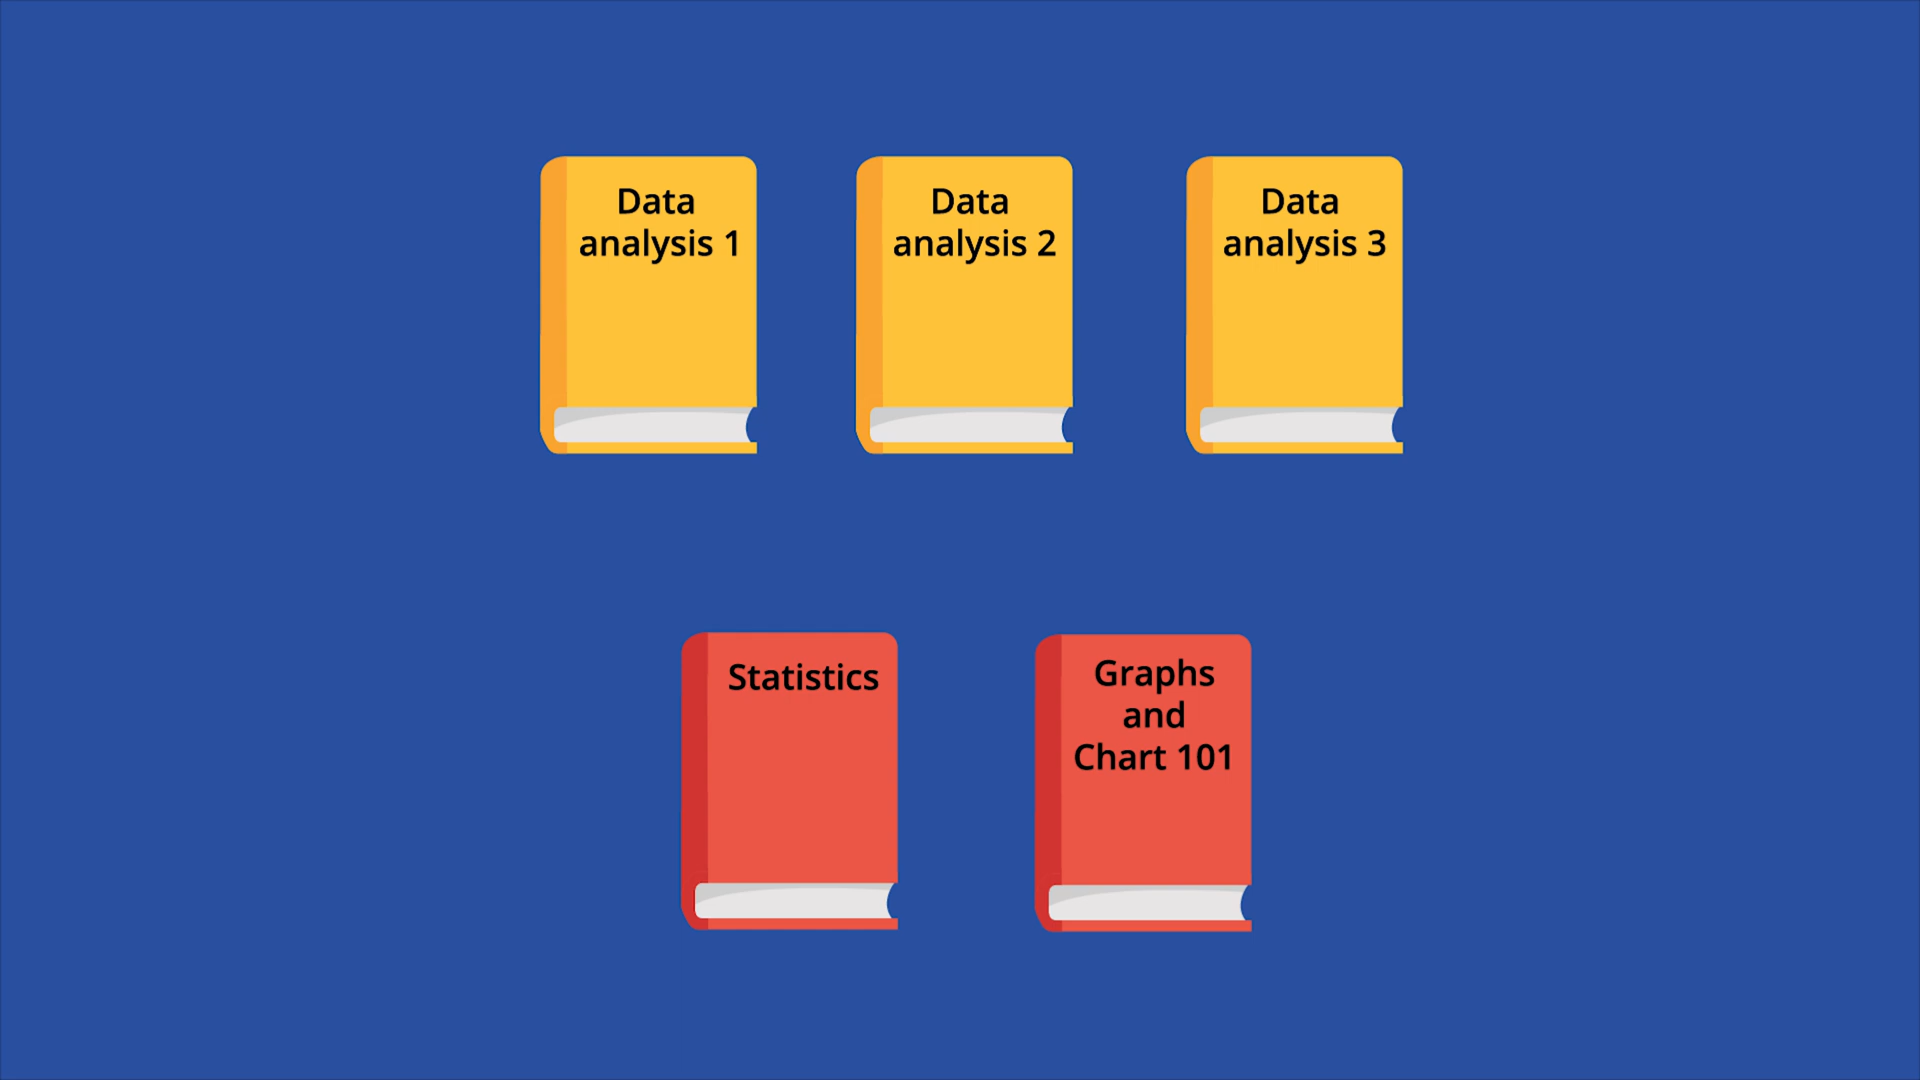 Data
analysis 1
Data
analysis 2
Data
analysis 3
Statistics
Graphs
and
Chart 101